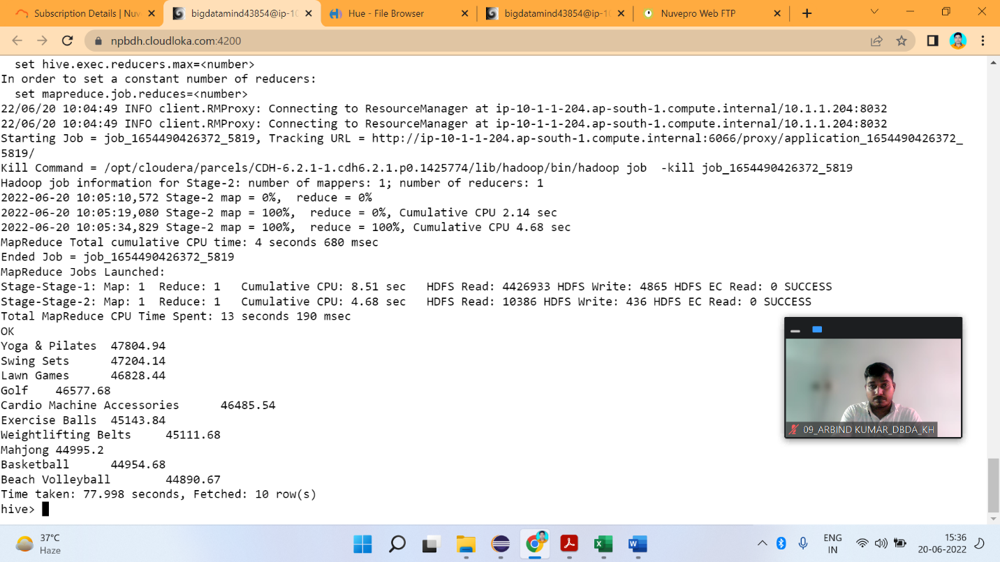 Subscription Details | Nuv
bigdatamind43854@ip-10
Hue - File Browser
bigdatamind43854@ip-10
Nuvepro Web FTP
npbdh.cloudloka.com:4200
set hive.exec.reducers.max=<number>
In order to set a constant number of reducers:
set mapreduce.job.reduces=<number>
22/06/20 10:04:49 INFO client.RMProxy: Connecting to ResourceManager at ip-10-1-1-204.ap-south-1.compute.internal/10.1.1.204:8032
22/06/20 10:04:49 INFO client.RMProxy: Connecting to ResourceManager at ip-10-1-1-204.ap-south-1.compute.internal/10.1.1.204:8032
Starting Job = job_1654490426372_5819, Tracking URL = http://ip-10-1-1-204.ap-south-1.compute.internal:6066/proxy/application_1654490426372_
5819/
Kill Command = /opt/cloudera/parcels/CDH-6.2.1-1.cdh6.2.1.p0.1425774/lib/hadoop/bin/hadoop job  -kill job_1654490426372_5819
Hadoop job information for Stage-2: number of mappers: 1; number of reducers: 1
2022-06-20 10:05:10,572 Stage-2 map = 0%,  reduce = 0%
2022-06-20 10:05:19,080 Stage-2 map = 100%,  reduce = 0%, Cumulative CPU 2.14 sec
2022-06-20 10:05:34,829 Stage-2 map = 100%,  reduce = 100%, Cumulative CPU 4.68 sec
MapReduce Total cumulative CPU time: 4 seconds 680 msec
Ended Job = job_1654490426372_5819
MapReduce Jobs Launched:
Stage-Stage-1: Map: 1  Reduce: 1   Cumulative CPU: 8.51 sec   HDFS Read: 4426933 HDFS Write: 4865 HDFS EC Read: 0 SUCCESS
Stage-Stage-2: Map: 1  Reduce: 1   Cumulative CPU: 4.68 sec   HDFS Read: 10386 HDFS Write: 436 HDFS EC Read: 0 SUCCESS
Total MapReduce CPU Time Spent: 13 seconds 190 msec
OK
Yoga & Pilates  47804.94
Swing Sets      47204.14
Lawn Games      46828.44
Golf    46577.68
Cardio Machine Accessories      46485.54
Exercise Balls  45143.84
Weightlifting Belts     45111.68
Mahjong 44995.2
Basketball      44954.68
Beach Volleyball        44890.67
Time taken: 77.998 seconds, Fetched: 10 row(s)
hive>
09_ARBIND KUMAR_DBDA_KH
37°C
Haze
ENG
IN
15:36
20-06-2022